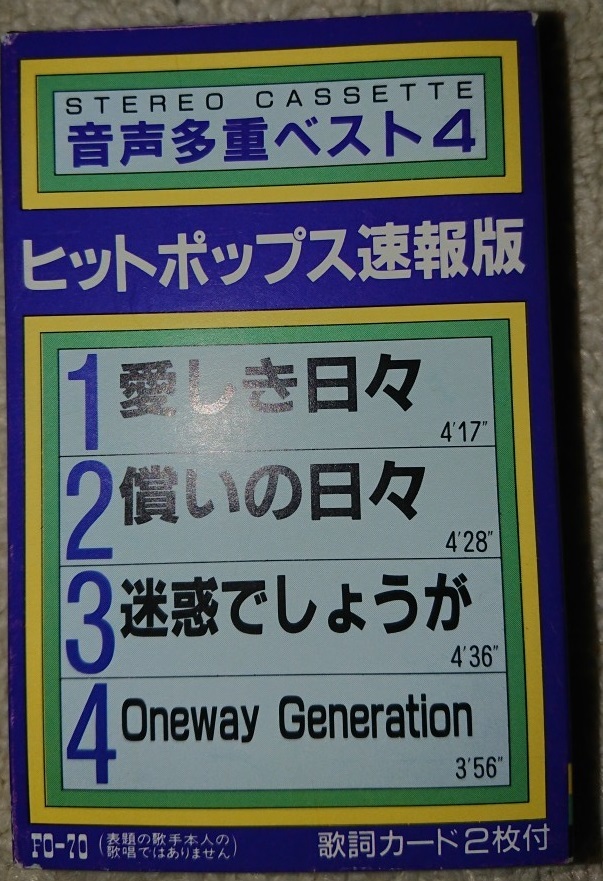 STEREO CASSETTE
音声多重ベスト4
ヒットポップス速報版
1 愛しき日々
4'17"
2 償いの日々
4'28"
3 迷惑でしょうが
4'36"
4 Oneway Generation
3'56"
FO-70 (表題の歌手本人の
歌唱ではありません) 歌詞カード2枚付